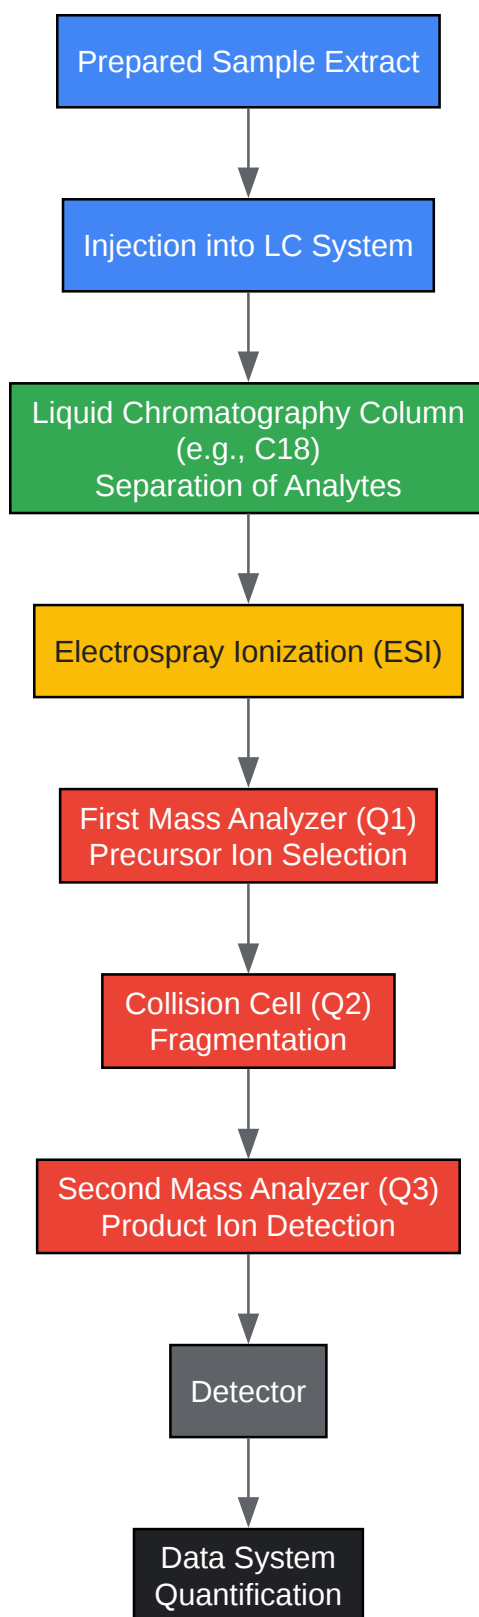 Prepared Sample Extract
Injection into LC System
Liquid Chromatography Column
(e.g., C18)
Separation of Analytes
Electrospray Ionization (ESI)
First Mass Analyzer (Q1)
Precursor Ion Selection
Collision Cell (Q2)
Fragmentation
Second Mass Analyzer (Q3)
Product Ion Detection
Detector
Data System
Quantification